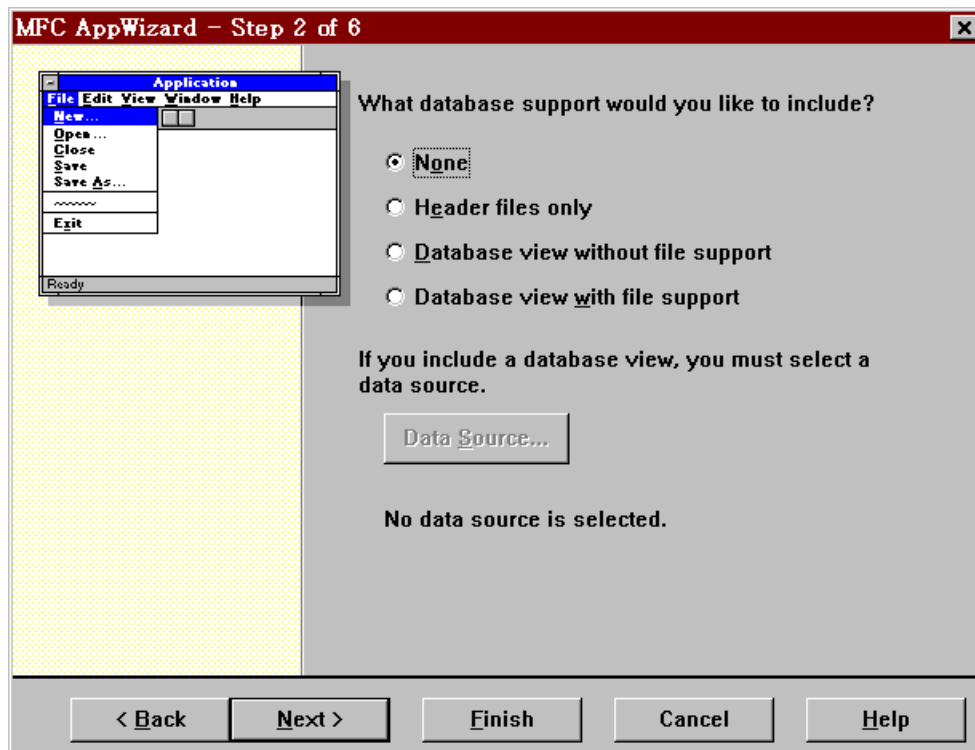 MFC AppWizard - Step 2 of 6
Application
File Edit View Window Help
New...
Open...
Close
Save
Save As...
~~~~~~
Exit
Ready
What database support would you like to include?
None
Header files only
Database view without file support
Database view with file support
If you include a database view, you must select a
data source.
Data Source...
No data source is selected.
< Back Next > Finish Cancel Help